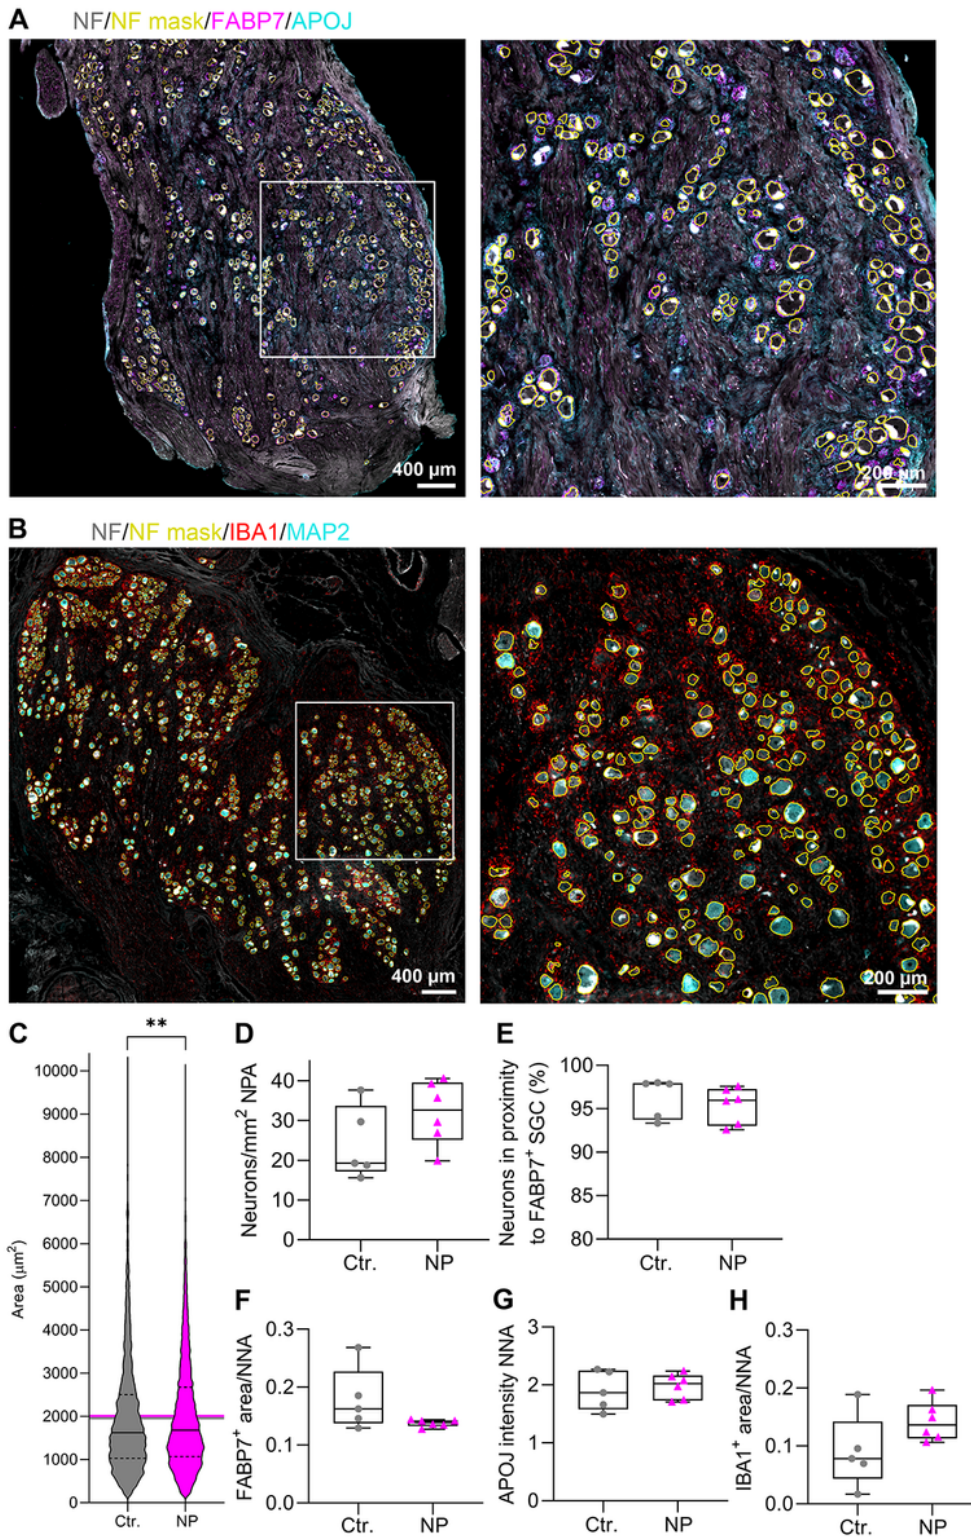 A
NF/NF mask/FABP7/APOJ
400 µm
200 µm
B
NF/NF mask/IBA1/MAP2
400 µm
200 µm
C
**
Area (µm²)
10000
9000
8000
7000
6000
5000
4000
3000
2000
1000
0
Ctr.
NP
D
Neurons/mm² NPA
40
30
20
10
0
Ctr.
NP
E
Neurons in proximity
to FABP7⁺ SGC (%)
100
95
90
85
80
Ctr.
NP
F
FABP7⁺ area/NNA
0.3
0.2
0.1
0.0
Ctr.
NP
G
APOJ intensity NNA
3
2
1
0
Ctr.
NP
H
IBA1⁺ area/NNA
0.3
0.2
0.1
0.0
Ctr.
NP